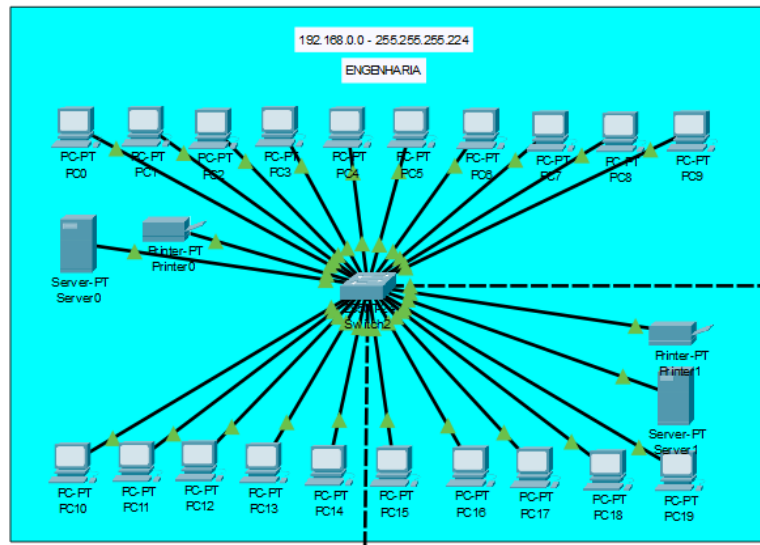 192.168.0.0 - 255.255.255.224
ENGENHARIA
PC-PT
PC0
PC-PT
PC1
PC-PT
PC2
PC-PT
PC3
PC-PT
PC4
PC-PT
PC5
PC-PT
PC6
PC-PT
PC7
PC-PT
PC8
PC-PT
PC9
Server-PT
Server0
Printer-PT
Printer0
Switch2
Printer-PT
Printer1
Server-PT
Server1
PC-PT
PC10
PC-PT
PC11
PC-PT
PC12
PC-PT
PC13
PC-PT
PC14
PC-PT
PC15
PC-PT
PC16
PC-PT
PC17
PC-PT
PC18
PC-PT
PC19